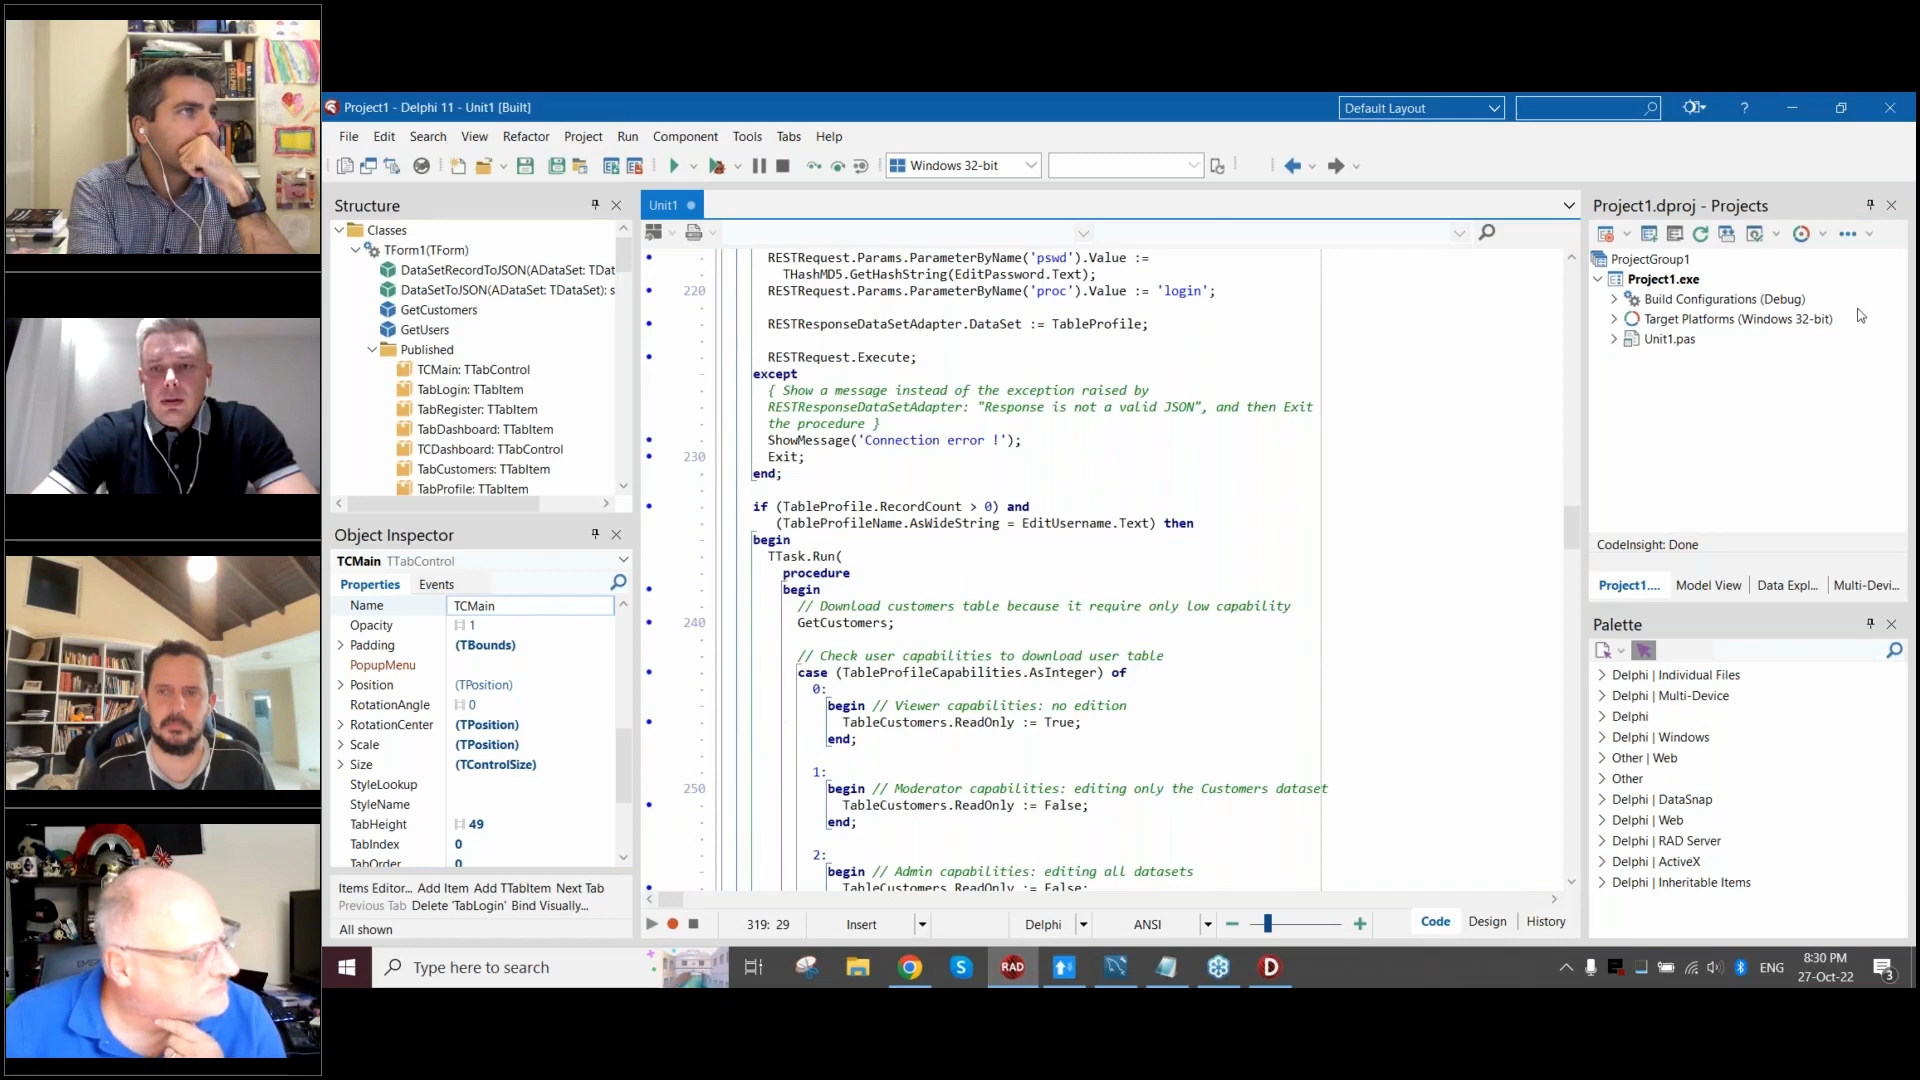 Project1 - Delphi 11 - Unit1 [Built]
Default Layout
?
File Edit Search View Refactor Project Run Component Tools Tabs Help
Windows 32-bit
Structure
Classes
TForm1(TForm)
DataSetRecordToJSON(ADataSet: TDat
DataSetToJSON(ADataSet: TDataSet): s
GetCustomers
GetUsers
Published
TCMain: TTabControl
TabLogin: TTabItem
TabRegister: TTabItem
TabDashboard: TTabItem
TCDashboard: TTabControl
TabCustomers: TTabItem
TabProfile: TTabItem
Object Inspector
TCMain TTabControl
Properties Events
Name TCMain
Opacity 1
Padding (TBounds)
PopupMenu
Position (TPosition)
RotationAngle 0
RotationCenter (TPosition)
Scale (TPosition)
Size (TControlSize)
StyleLookup
StyleName
TabHeight 49
TabIndex 0
TabOrder 0
Items Editor... Add Item Add TTabItem Next Tab
Previous Tab Delete 'TabLogin' Bind Visually...
All shown
Unit1
RESTRequest.Params.ParameterByName('pswd').Value :=
THashMD5.GetHashString(EditPassword.Text);
220 RESTRequest.Params.ParameterByName('proc').Value := 'login';
RESTResponseDataSetAdapter.DataSet := TableProfile;
RESTRequest.Execute;
except
{ Show a message instead of the exception raised by
RESTResponseDataSetAdapter: "Response is not a valid JSON", and then Exit
the procedure }
ShowMessage('Connection error !');
230 Exit;
end;
if (TableProfile.RecordCount > 0) and
(TableProfileName.AsWideString = EditUsername.Text) then
begin
TTask.Run(
procedure
begin
// Download customers table because it require only low capability
240 GetCustomers;
// Check user capabilities to download user table
case (TableProfileCapabilities.AsInteger) of
0:
begin // Viewer capabilities: no edition
TableCustomers.ReadOnly := True;
end;
1:
250 begin // Moderator capabilities: editing only the Customers dataset
TableCustomers.ReadOnly := False;
end;
2:
begin // Admin capabilities: editing all datasets
TableCustomers.ReadOnly := False;
319: 29 Insert Delphi ANSI Code Design History
Project1.dproj - Projects
ProjectGroup1
Project1.exe
Build Configurations (Debug)
Target Platforms (Windows 32-bit)
Unit1.pas
CodeInsight: Done
Project1.... Model View Data Expl... Multi-Devi...
Palette
Delphi | Individual Files
Delphi | Multi-Device
Delphi
Delphi | Windows
Other | Web
Other
Delphi | DataSnap
Delphi | Web
Delphi | RAD Server
Delphi | ActiveX
Delphi | Inheritable Items
Type here to search
RAD
ENG
8:30 PM
27-Oct-22
3